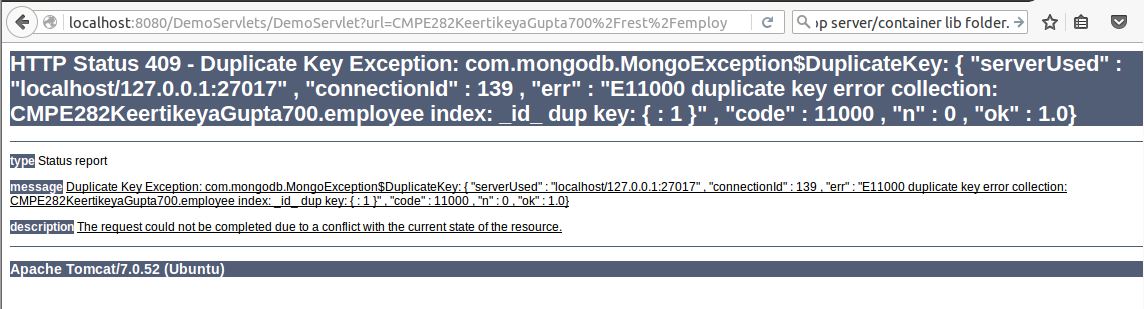 localhost:8080/DemoServlets/DemoServlet?url=CMPE282KeertikeyaGupta700%2Frest%2Femploy
pp server/container lib folder.
HTTP Status 409 - Duplicate Key Exception: com.mongodb.MongoException$DuplicateKey: { "serverUsed" :
"localhost/127.0.0.1:27017" , "connectionId" : 139 , "err" : "E11000 duplicate key error collection:
CMPE282KeertikeyaGupta700.employee index: _id_ dup key: { : 1 }" , "code" : 11000 , "n" : 0 , "ok" : 1.0}
type Status report
message Duplicate Key Exception: com.mongodb.MongoException$DuplicateKey: { "serverUsed" : "localhost/127.0.0.1:27017" , "connectionId" : 139 , "err" : "E11000 duplicate key error collection:
CMPE282KeertikeyaGupta700.employee index: _id_ dup key: { : 1 }" , "code" : 11000 , "n" : 0 , "ok" : 1.0}
description The request could not be completed due to a conflict with the current state of the resource.
Apache Tomcat/7.0.52 (Ubuntu)